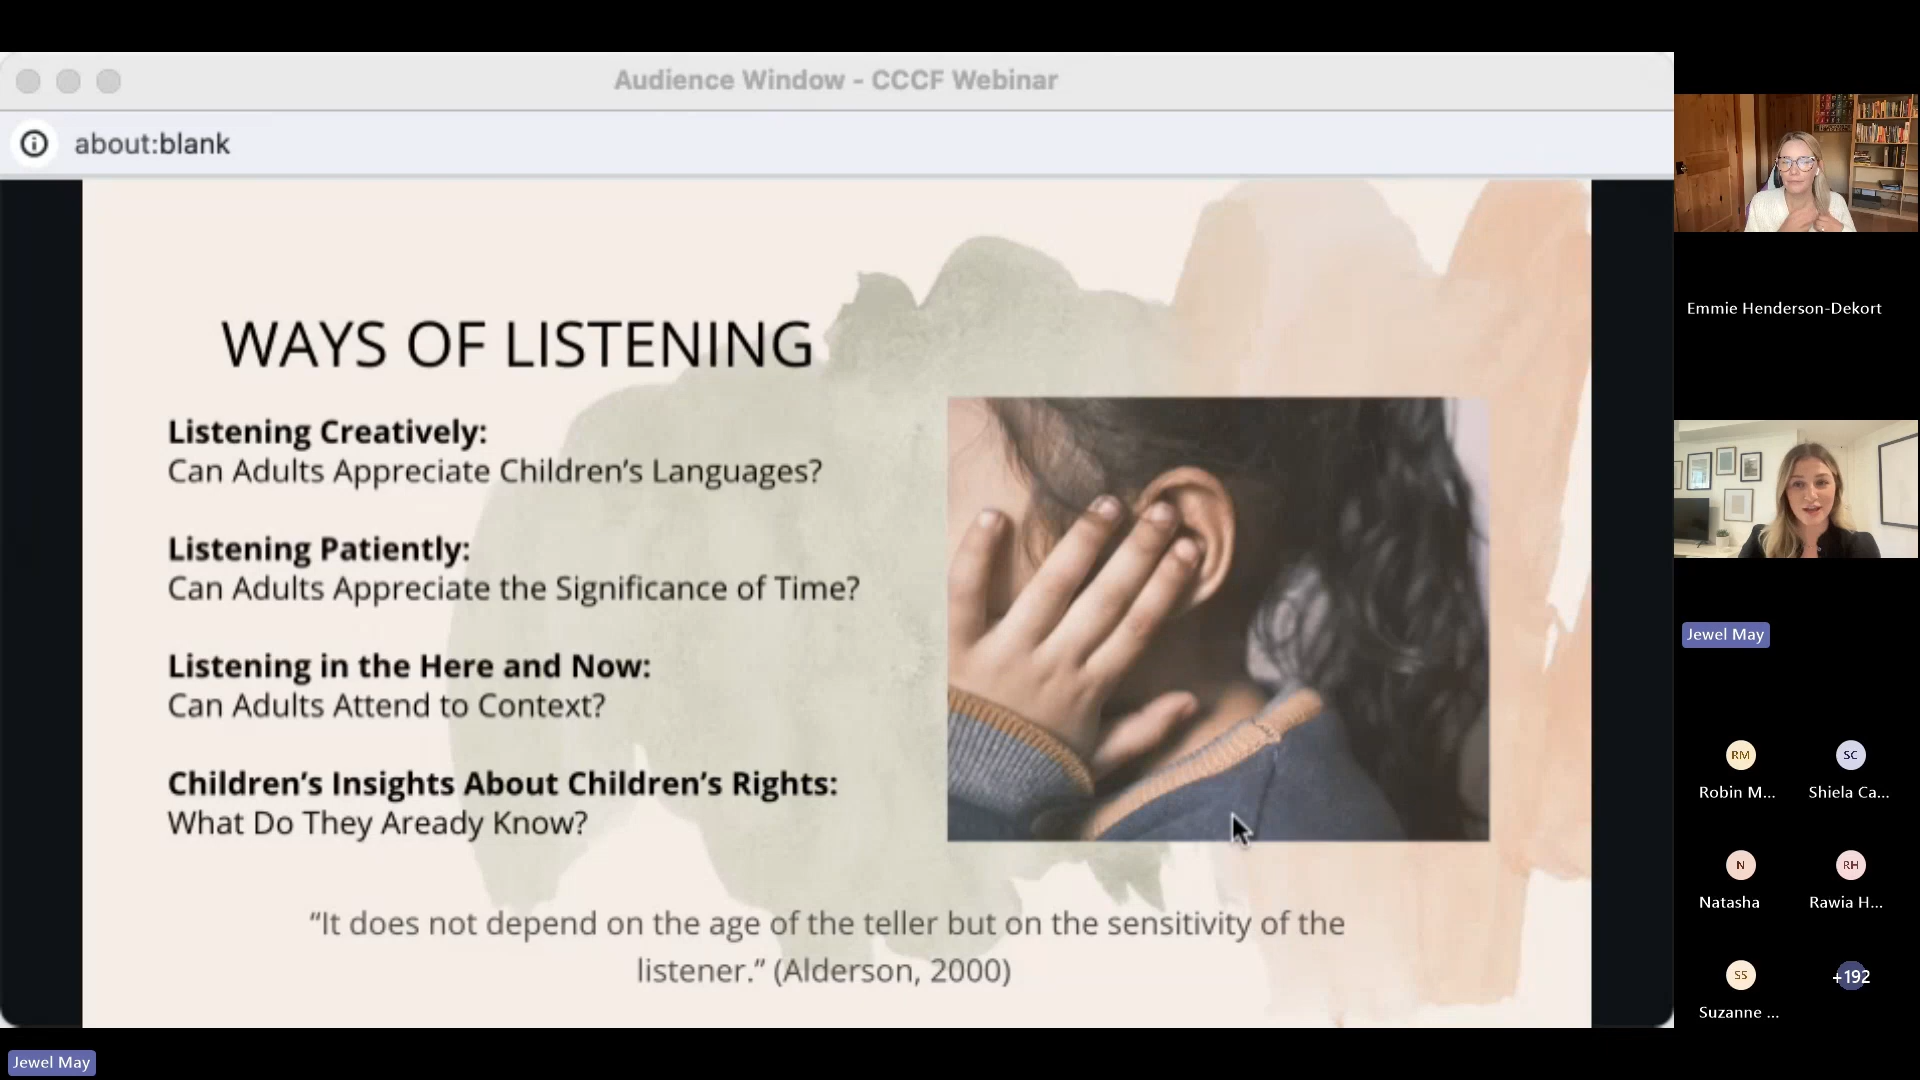 Audience Window - CCCF Webinar
about:blank
WAYS OF LISTENING
Listening Creatively:
Can Adults Appreciate Children’s Languages?
Listening Patiently:
Can Adults Appreciate the Significance of Time?
Listening in the Here and Now:
Can Adults Attend to Context?
Children’s Insights About Children’s Rights:
What Do They Aready Know?
“It does not depend on the age of the teller but on the sensitivity of the
listener.” (Alderson, 2000)
Emmie Henderson-Dekort
Jewel May
RM
SC
Robin M...
Shiela Ca...
N
RH
Natasha
Rawia H...
SS
+192
Suzanne ...
Jewel May